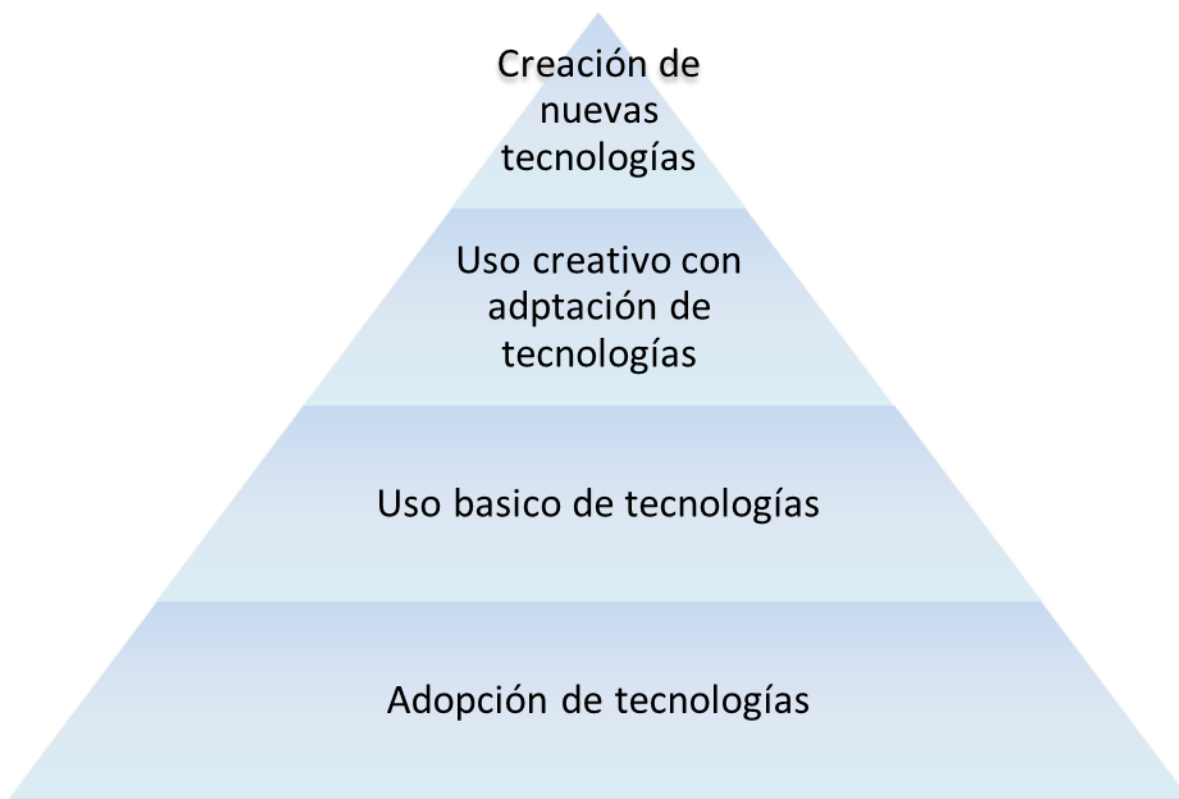 Creación de
nuevas
tecnologías
Uso creativo con
adptación de
tecnologías
Uso basico de tecnologías
Adopción de tecnologías